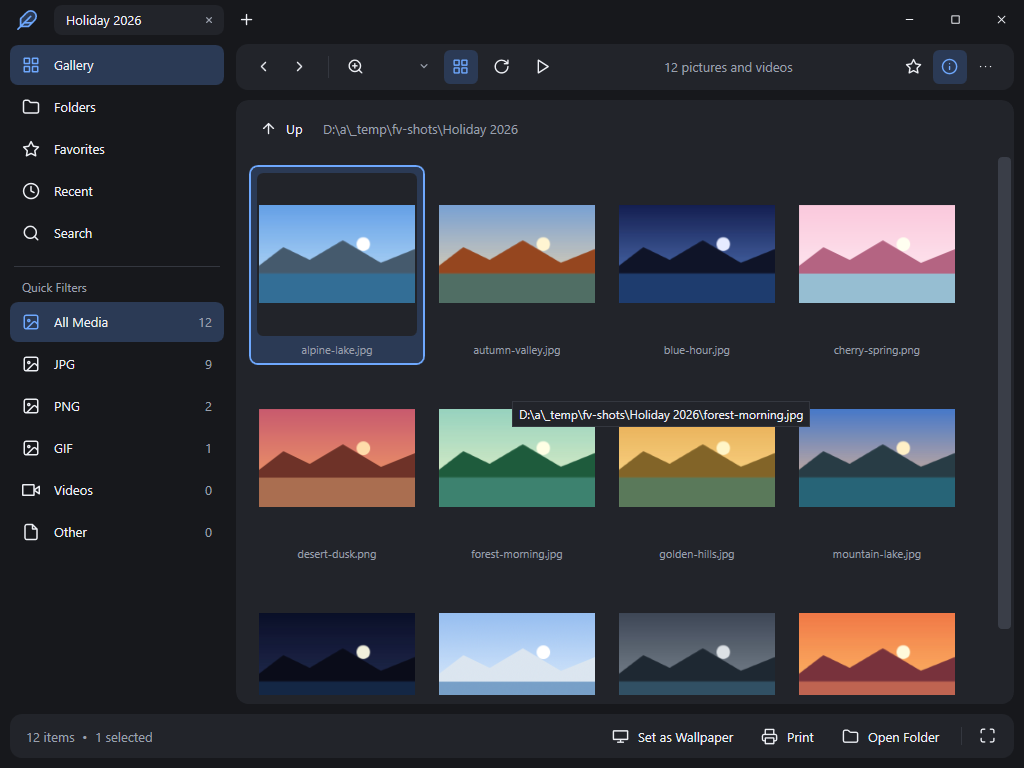 Holiday 2026
Gallery
Folders
Favorites
Recent
Search
Quick Filters
All Media 12
JPG 9
PNG 2
GIF 1
Videos 0
Other 0
12 pictures and videos
Up D:\a\_temp\fv-shots\Holiday 2026
alpine-lake.jpg autumn-valley.jpg blue-hour.jpg cherry-spring.png
D:\a\_temp\fv-shots\Holiday 2026\forest-morning.jpg
desert-dusk.png forest-morning.jpg golden-hills.jpg mountain-lake.jpg
12 items • 1 selected Set as Wallpaper Print Open Folder